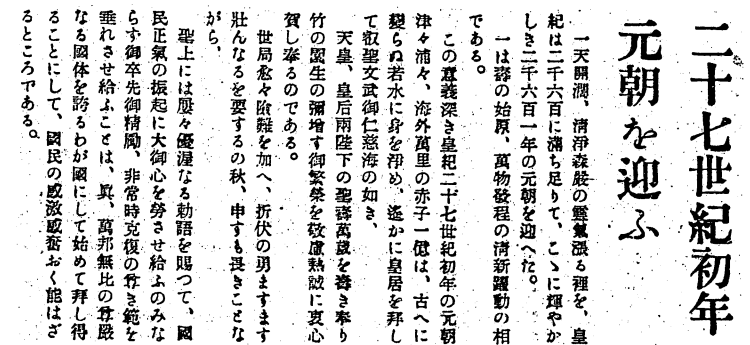 二十七世紀初年
元朝を迎ふ
一天開濶、清淨森嚴の靈氣漲る裡を、皇
紀は二千六百に滿ち足りて、こゝに輝やか
しき二千六百一年の元朝を迎へた。
一は壽の始原、萬物發程の清新躍動の相
である。
この意義深き皇紀二十七世紀初年の元朝
津々浦々、海外萬里の赤子一億は、古へに
變らぬ若水に身を淨め、遙かに皇居を拜し
て叡聖文武御仁慈海の如き、
天皇、皇后兩陛下の聖壽萬歲を壽き奉り
竹の園生の彌增す御繁榮を敬虔熱誠に衷心
賀し奉るのである。
世局愈々險難を加へ、折伏の勇ますます
壯んなるを要するの秋、申すも畏きことな
がら、
聖上には屢々優渥なる勅語を賜つて、國
民正氣の振起に大御心を勞させ給ふのみな
らず御卒先御精勵、非常時克復の尊き範を
垂れさせ給ふことは、眞、萬邦無比の尊嚴
なる國体を誇るわが國にして始めて拜し得
ることにして、國民の感激感奮おく能はざ
るところである。